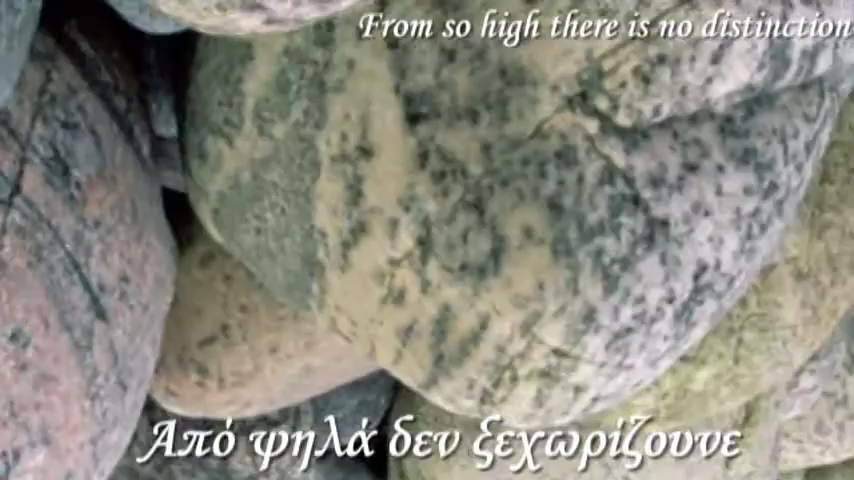 From so high there is no distinction
Από ψηλά δεν ξεχωρίζουνε